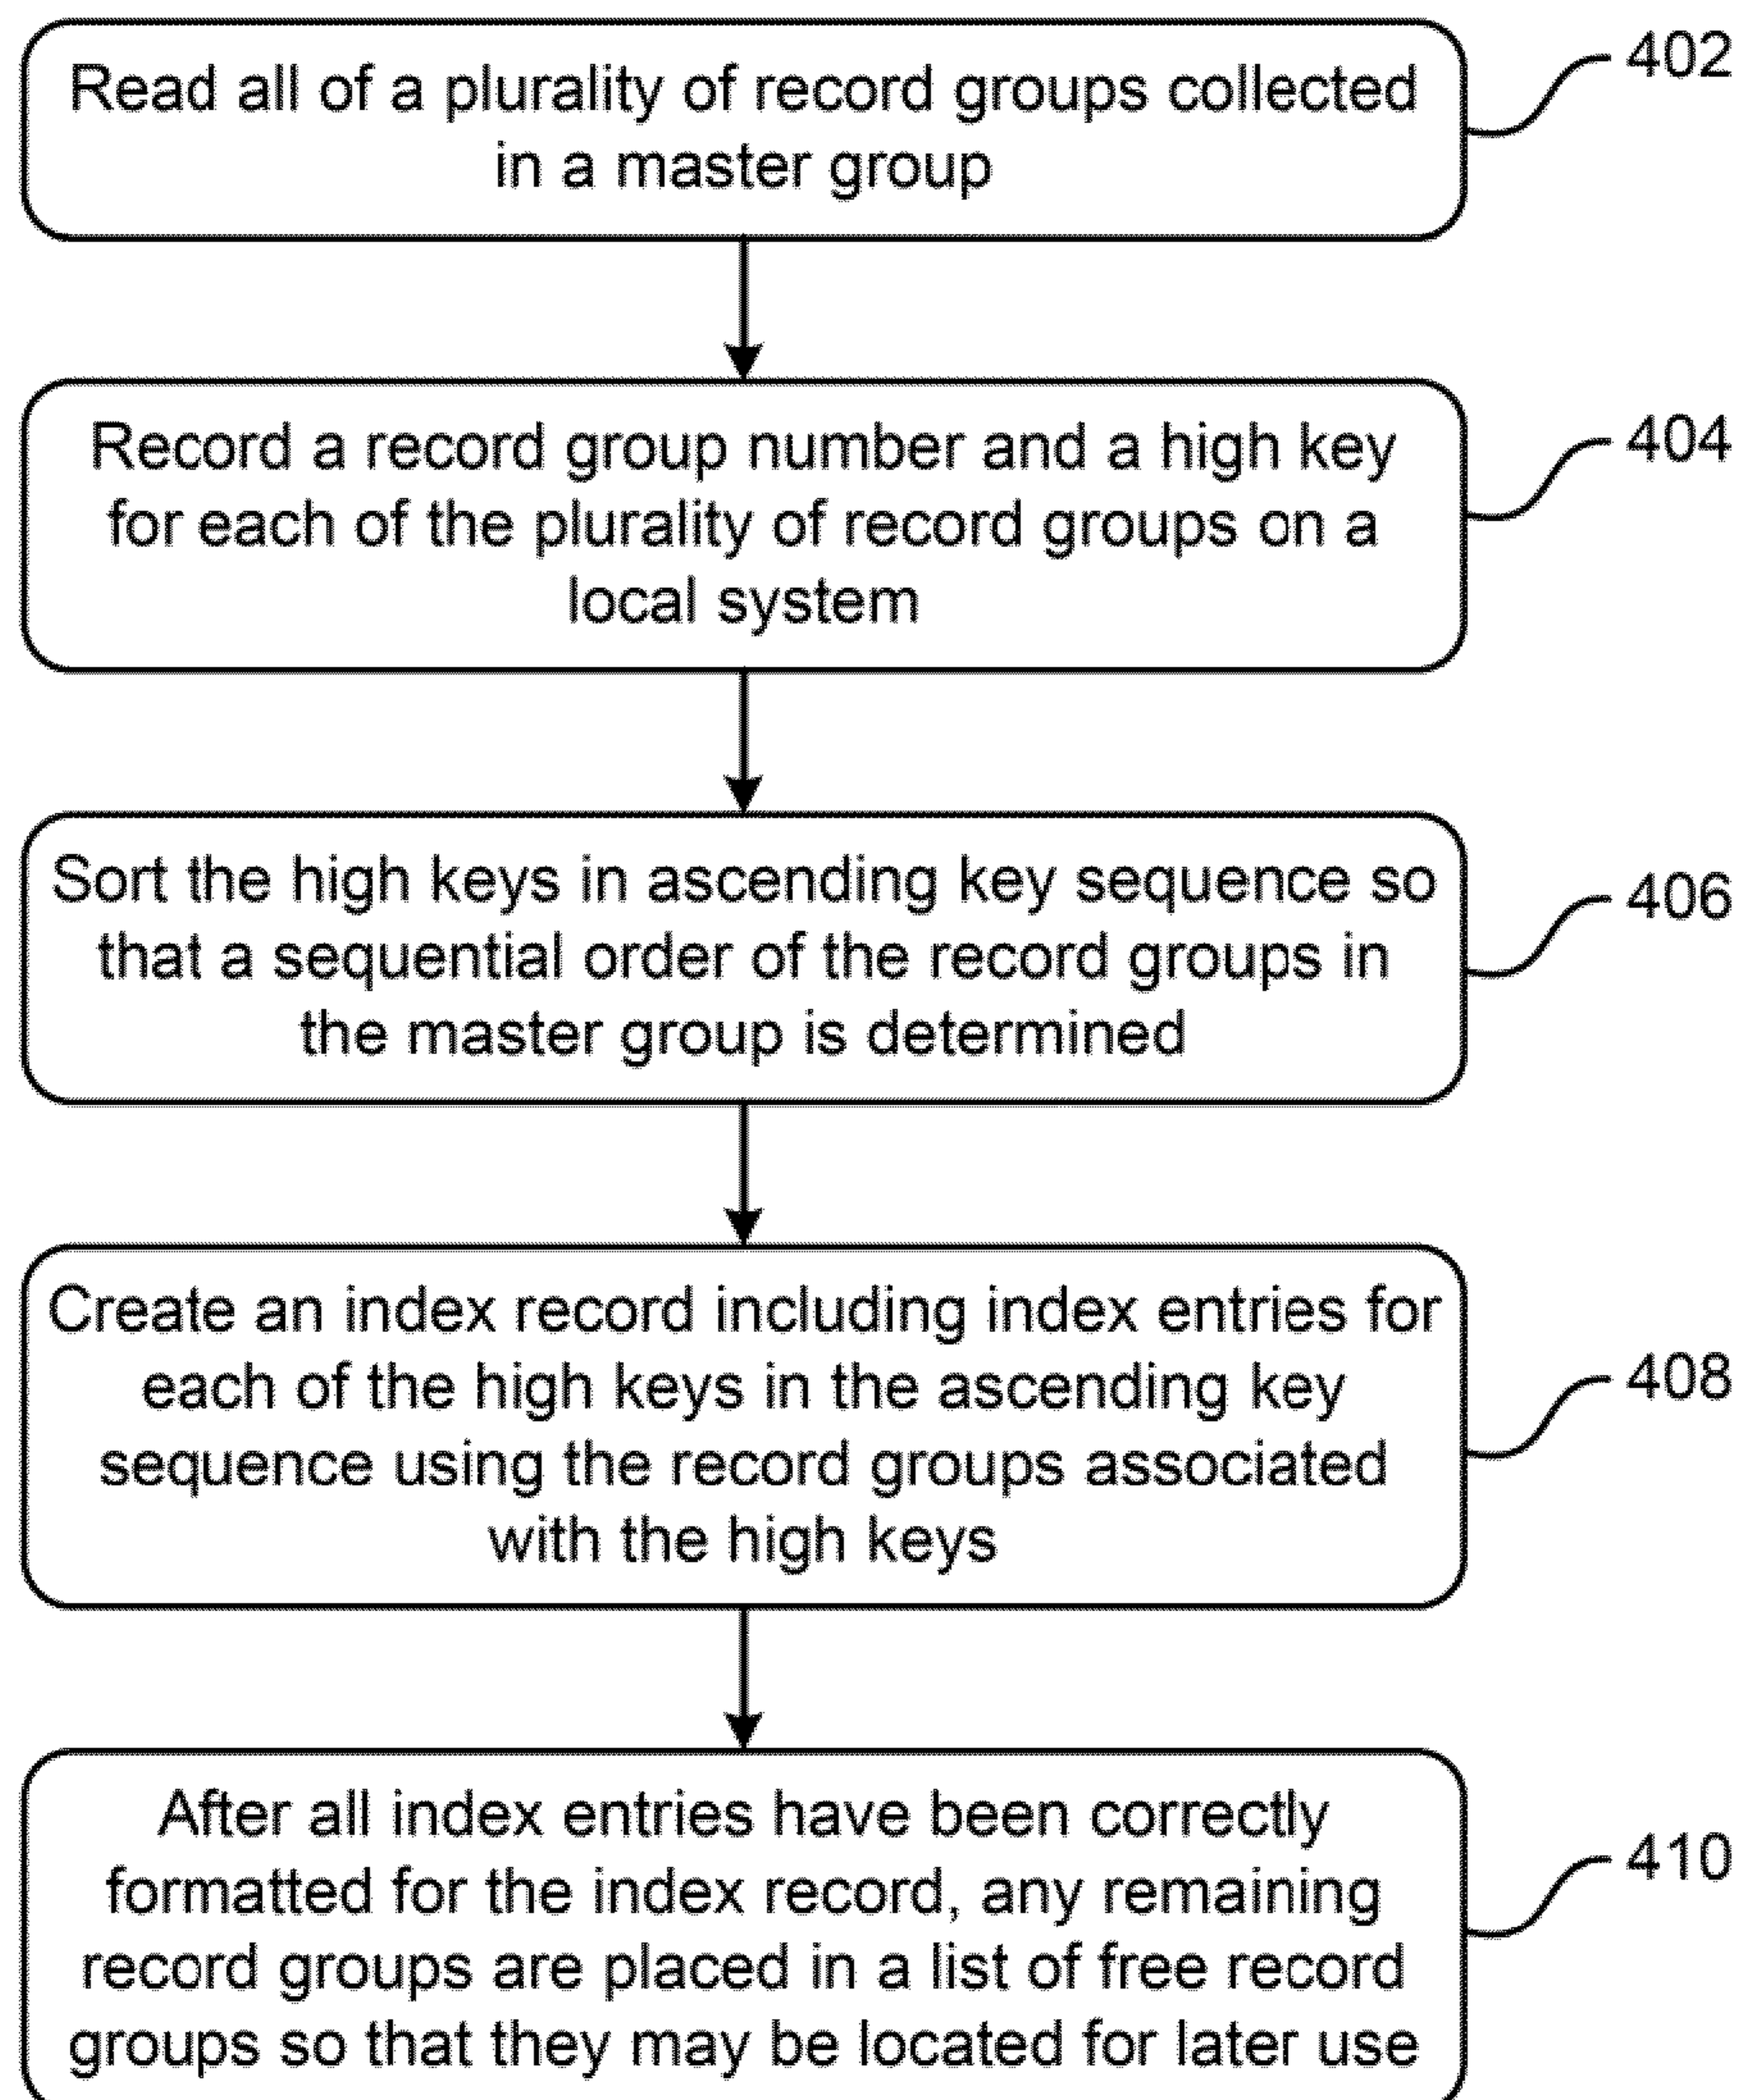 Read all of a plurality of record groups collected
in a master group
402
Record a record group number and a high key
for each of the plurality of record groups on a
local system
404
Sort the high keys in ascending key sequence so
that a sequential order of the record groups in
the master group is determined
406
Create an index record including index entries for
each of the high keys in the ascending key
sequence using the record groups associated
with the high keys
408
After all index entries have been correctly
formatted for the index record, any remaining
record groups are placed in a list of free record
groups so that they may be located for later use
410